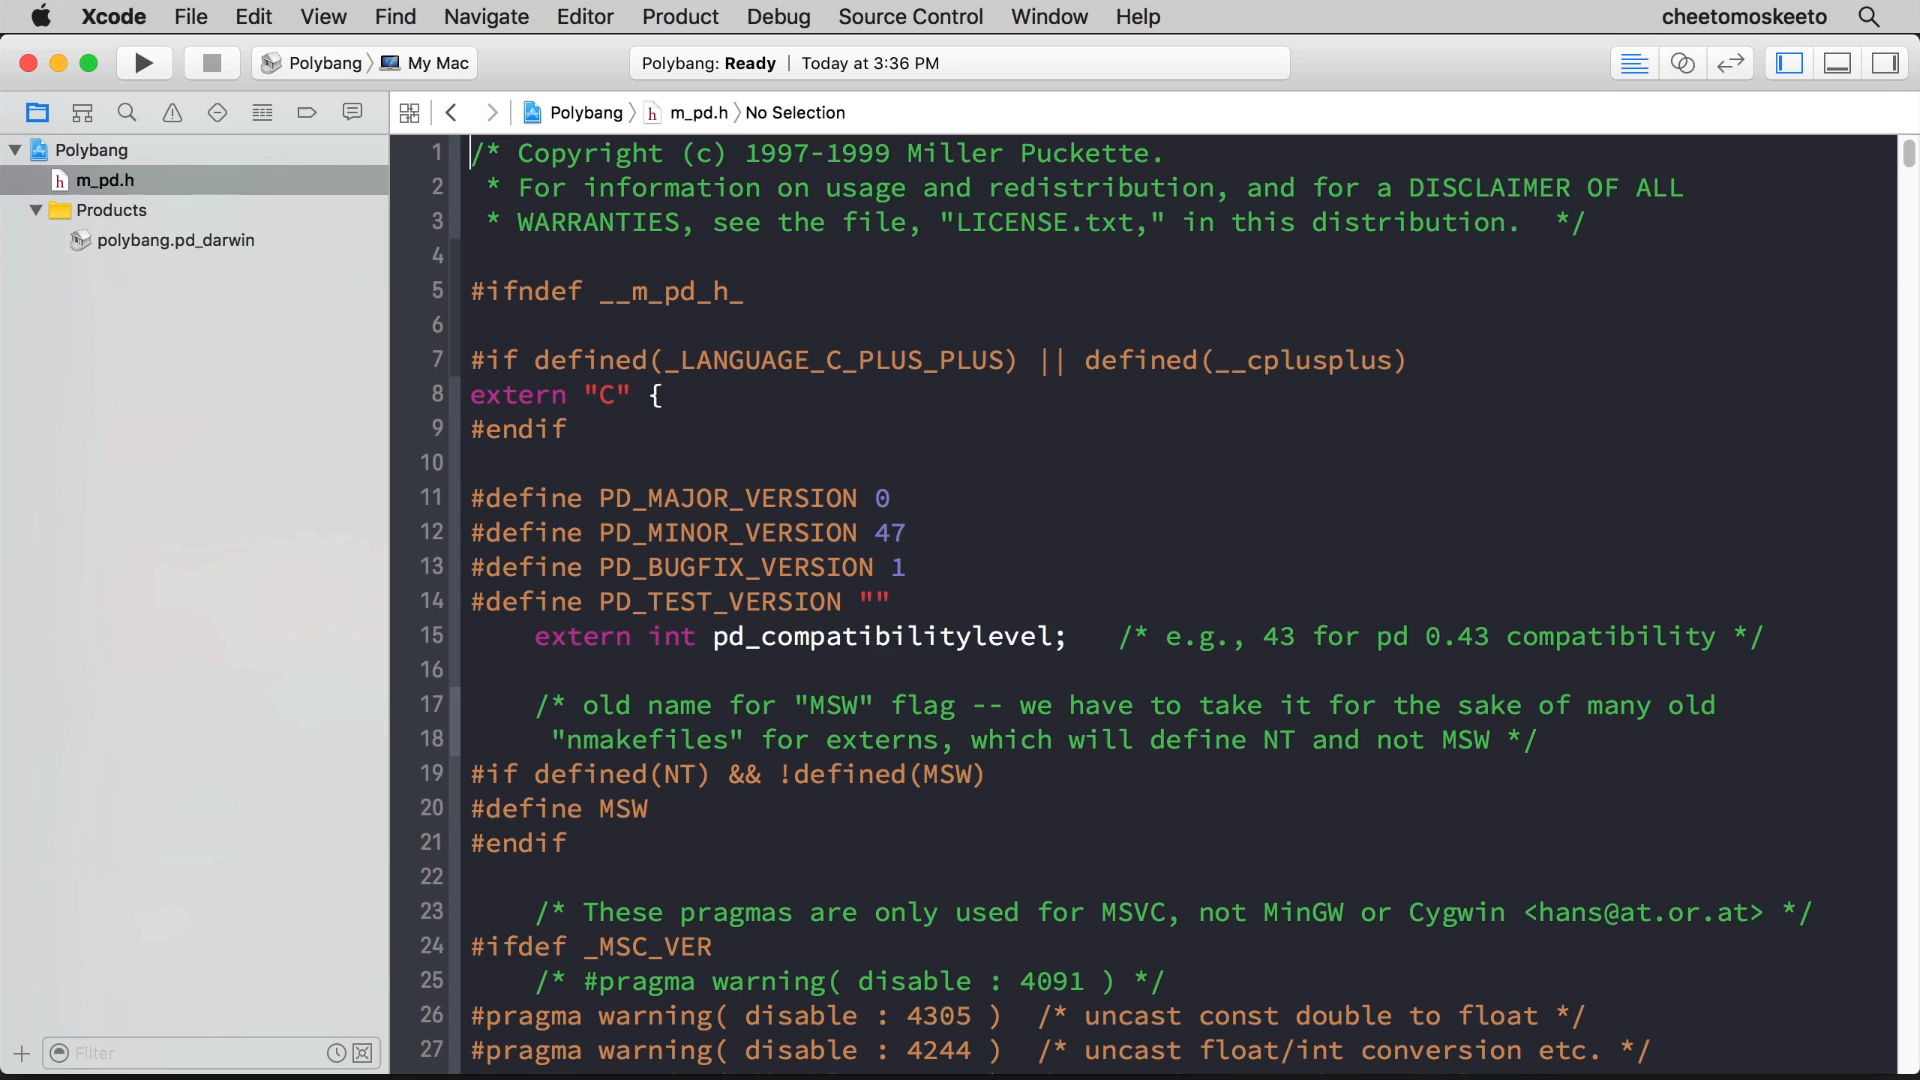 Xcode File Edit View Find Navigate Editor Product Debug Source Control Window Help cheetomoskeeto
Polybang My Mac Polybang: Ready | Today at 3:36 PM
Polybang m_pd.h No Selection
Polybang
m_pd.h
Products
polybang.pd_darwin
Filter
1 /* Copyright (c) 1997-1999 Miller Puckette.
2 * For information on usage and redistribution, and for a DISCLAIMER OF ALL
3 * WARRANTIES, see the file, "LICENSE.txt," in this distribution.  */
4
5 #ifndef __m_pd_h_
6
7 #if defined(_LANGUAGE_C_PLUS_PLUS) || defined(__cplusplus)
8 extern "C" {
9 #endif
10
11 #define PD_MAJOR_VERSION 0
12 #define PD_MINOR_VERSION 47
13 #define PD_BUGFIX_VERSION 1
14 #define PD_TEST_VERSION ""
15 extern int pd_compatibilitylevel;   /* e.g., 43 for pd 0.43 compatibility */
16
17 /* old name for "MSW" flag -- we have to take it for the sake of many old
18 "nmakefiles" for externs, which will define NT and not MSW */
19 #if defined(NT) && !defined(MSW)
20 #define MSW
21 #endif
22
23 /* These pragmas are only used for MSVC, not MinGW or Cygwin <hans@at.or.at> */
24 #ifdef _MSC_VER
25 /* #pragma warning( disable : 4091 ) */
26 #pragma warning( disable : 4305 )  /* uncast const double to float */
27 #pragma warning( disable : 4244 )  /* uncast float/int conversion etc. */